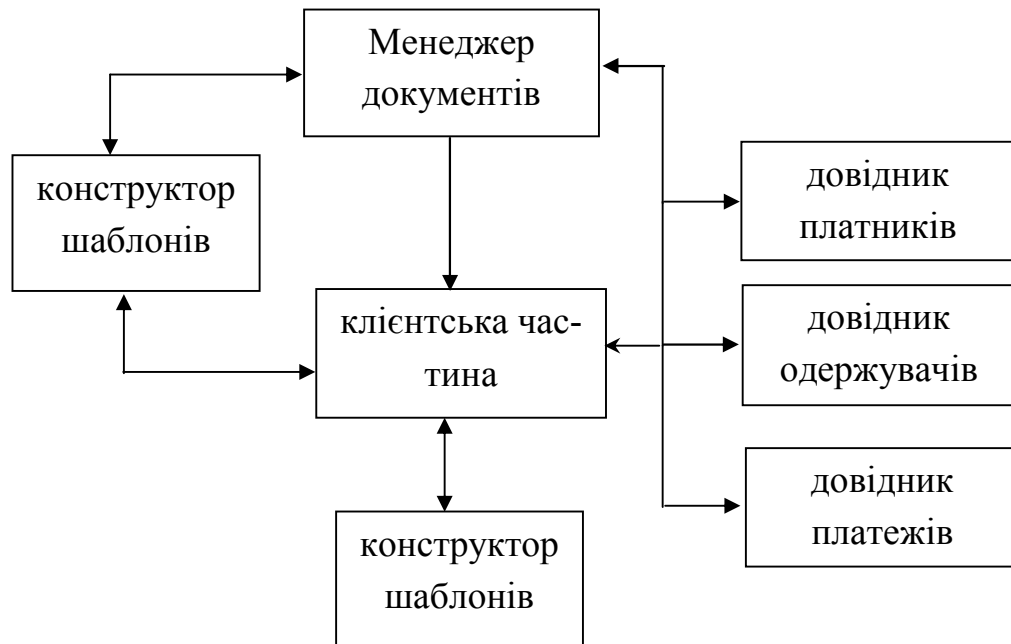 Менеджер
документів
конструктор
шаблонів
довідник
платників
клієнтська час-
тина
довідник
одержувачів
довідник
платежів
конструктор
шаблонів